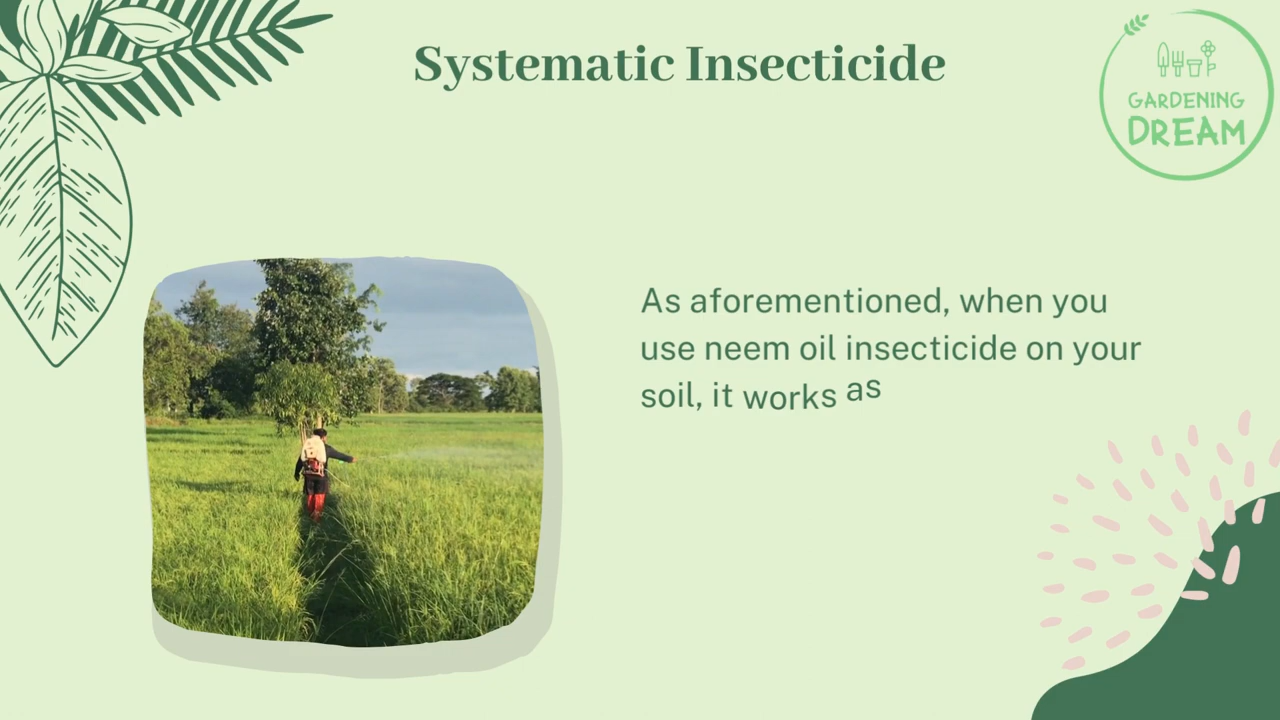 Systematic Insecticide
GARDENING
DREAM
As aforementioned, when you
use neem oil insecticide on your
soil, it works as